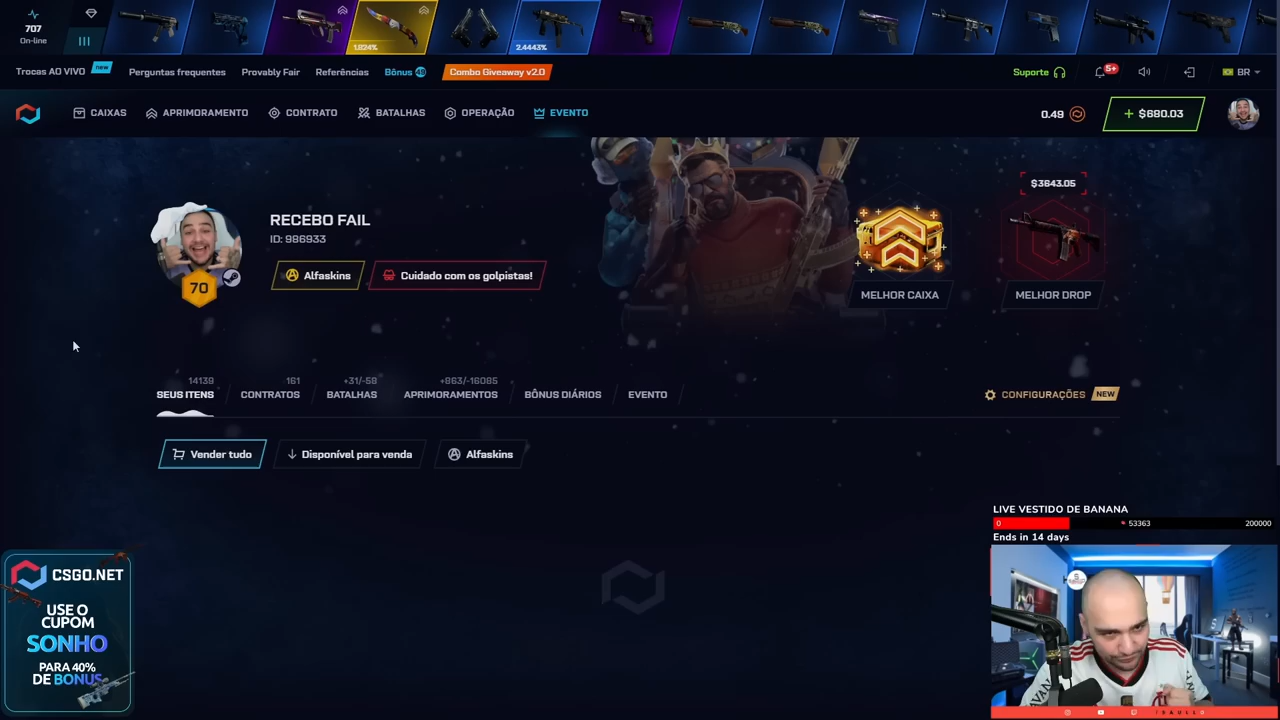 707
On-line
1.824%
2.4443%
Trocas AO VIVO
new
Perguntas frequentes
Provably Fair
Referências
Bônus 49
Combo Giveaway v2.0
Suporte
5+
BR
CAIXAS
APRIMORAMENTO
CONTRATO
BATALHAS
OPERAÇÃO
EVENTO
0.49
+ $680.03
RECEBO FAIL
ID: 986933
70
Alfaskins
Cuidado com os golpistas!
$3643.05
MELHOR CAIXA
MELHOR DROP
14139
SEUS ITENS
161
CONTRATOS
+31/-58
BATALHAS
+863/-16085
APRIMORAMENTOS
BÔNUS DIÁRIOS
EVENTO
CONFIGURAÇÕES
NEW
Vender tudo
Disponível para venda
Alfaskins
CSGO.NET
USE O
CUPOM
SONHO
PARA 40%
DE BONUS
LIVE VESTIDO DE BANANA
0
53363
200000
Ends in 14 days